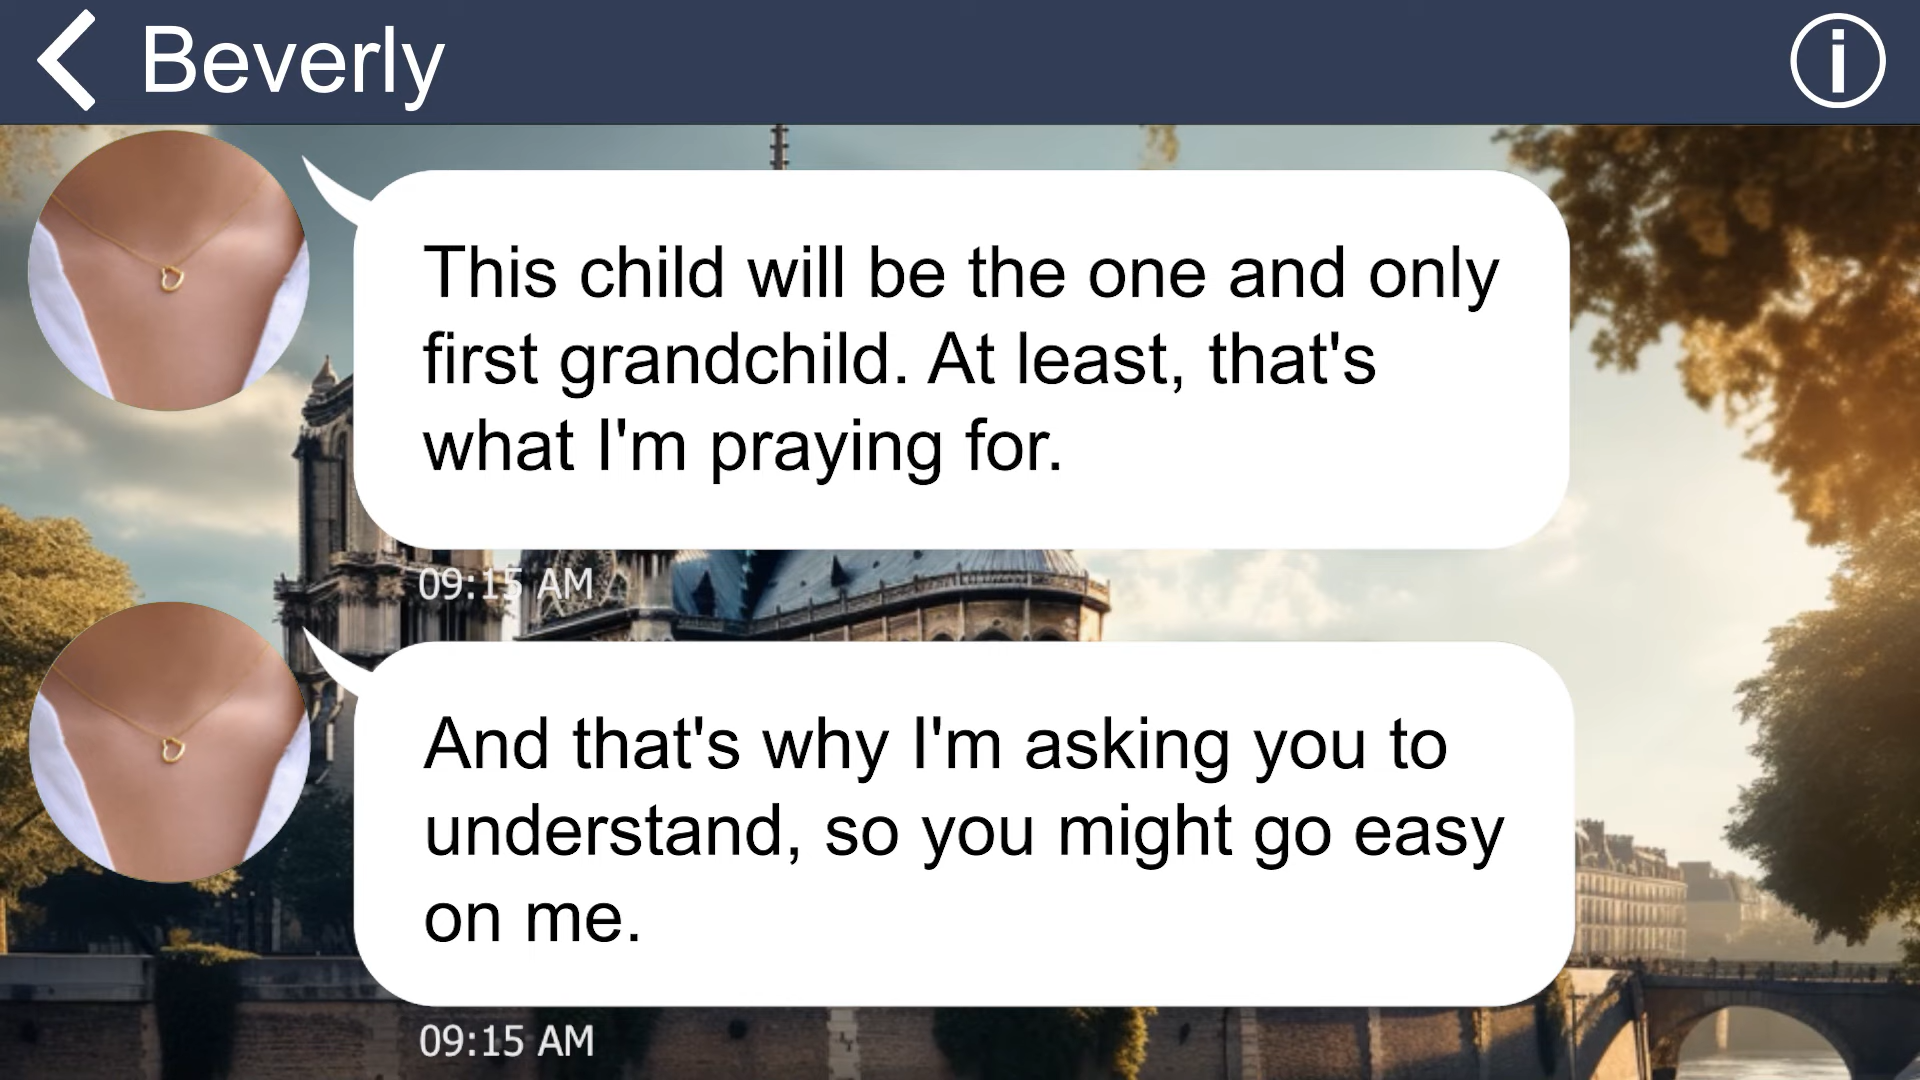 Beverly
This child will be the one and only
first grandchild. At least, that's
what I'm praying for.
09:15 AM
And that's why I'm asking you to
understand, so you might go easy
on me.
09:15 AM